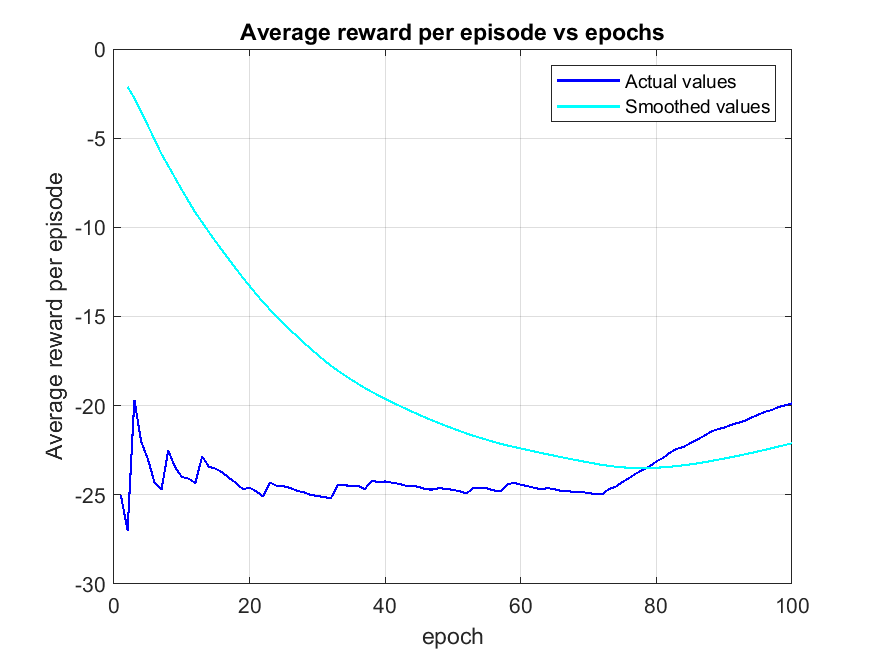 Average reward per episode vs epochs
Actual values
Smoothed values
Average reward per episode
0
-5
-10
-15
-20
-25
-30
0 20 40 60 80 100
epoch